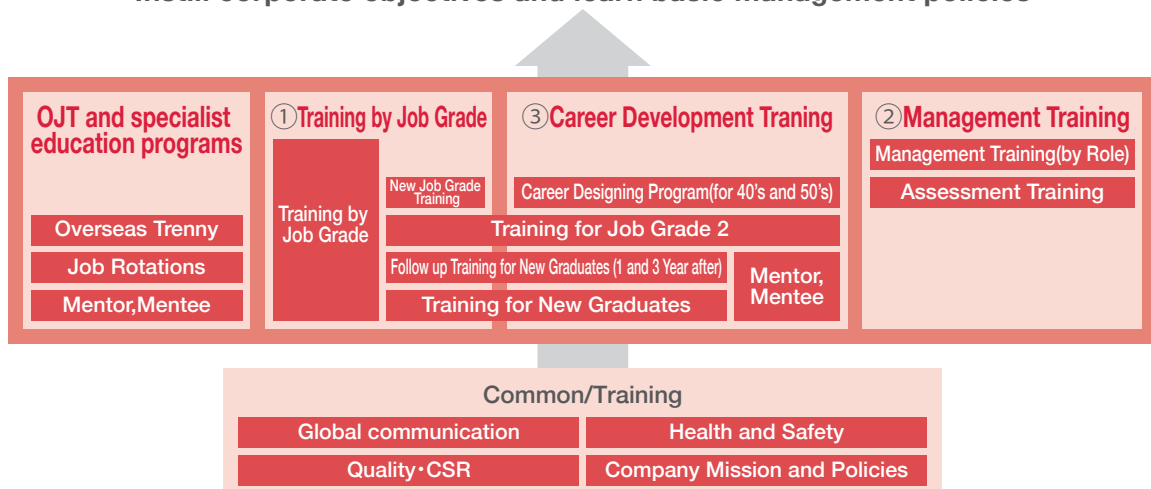 OJT and specialist
education programs
Overseas Trenny
Job Rotations
Mentor,Mentee
①Training by Job Grade
Training by
Job Grade
New Job Grade
Training
③Career Development Traning
Career Designing Program(for 40's and 50's)
Training for Job Grade 2
Follow up Training for New Graduates (1 and 3 Year after)
Training for New Graduates
Mentor,
Mentee
②Management Training
Management Training(by Role)
Assessment Training
Common/Training
Global communication
Health and Safety
Quality・CSR
Company Mission and Policies